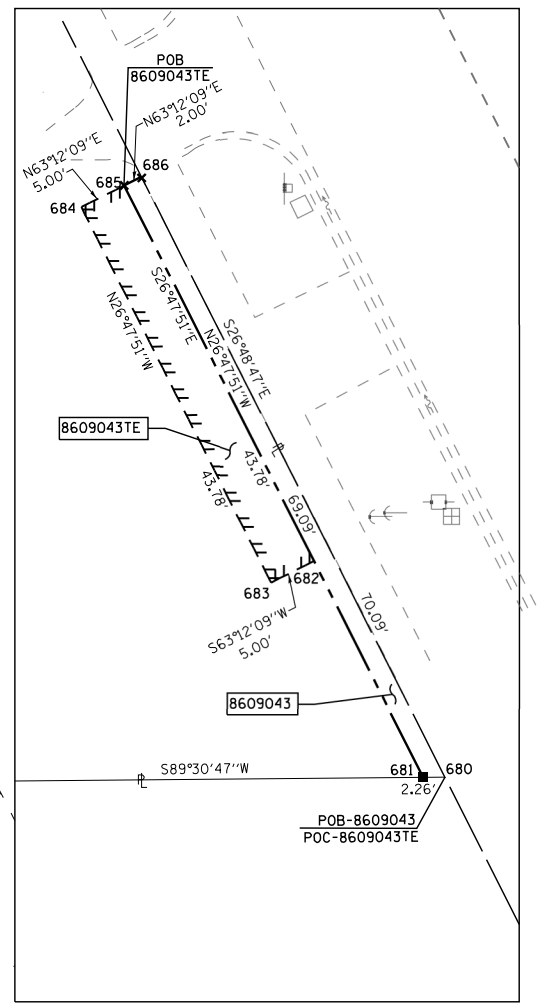 POB
8609043TE
N63°12'09"E
2.00'
N63°12'09"E
5.00'
686
685
684
S26°47'51"E
N26°47'51"W
S26°48'47"E
N26°47'51"W
8609043TE
43.78'
43.78'
69.09'
682
683
S63°12'09"W
5.00'
70.09'
8609043
S89°30'47"W
PL
PL
681
680
2.26'
POB-8609043
POC-8609043TE